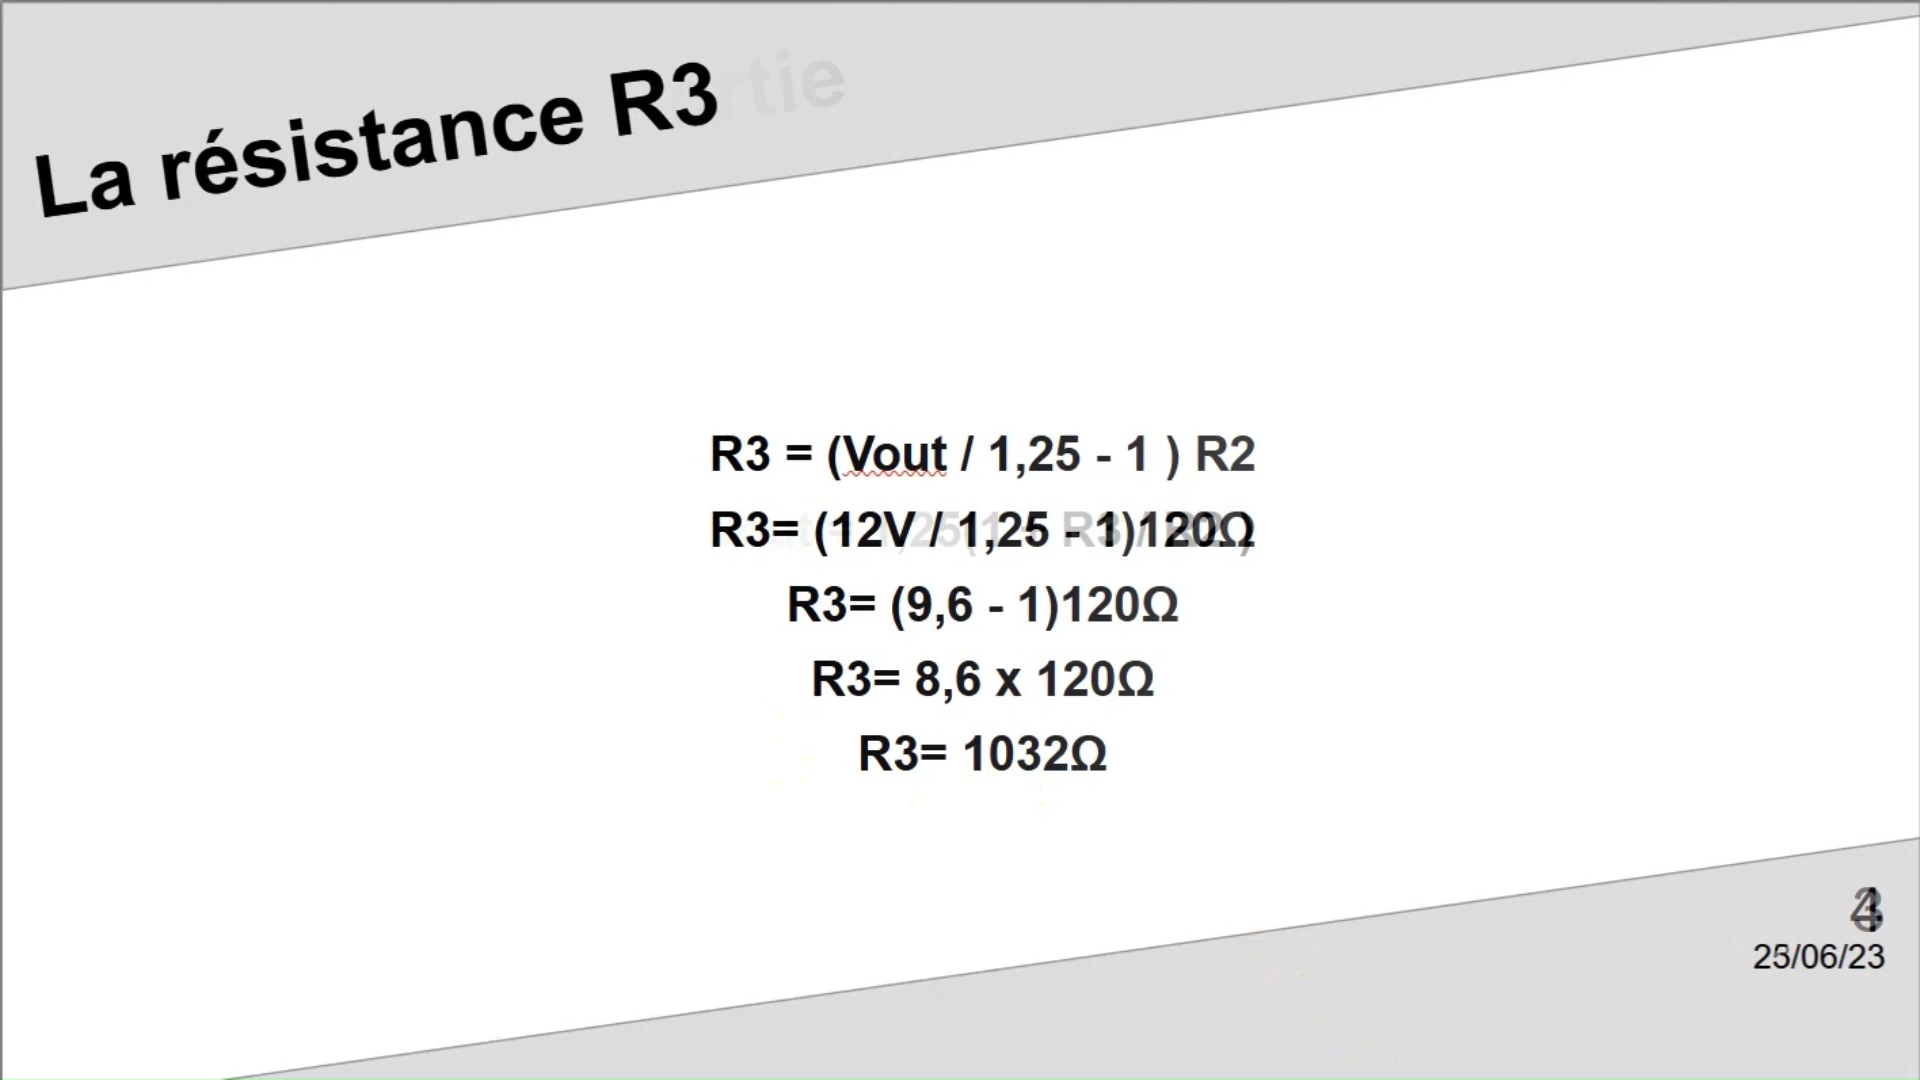 La résistance R3
R3 = (Vout / 1,25 - 1 ) R2
R3= (12V / 1,25 - 1)120Ω
R3= (9,6 - 1)120Ω
R3= 8,6 x 120Ω
R3= 1032Ω
25/06/23